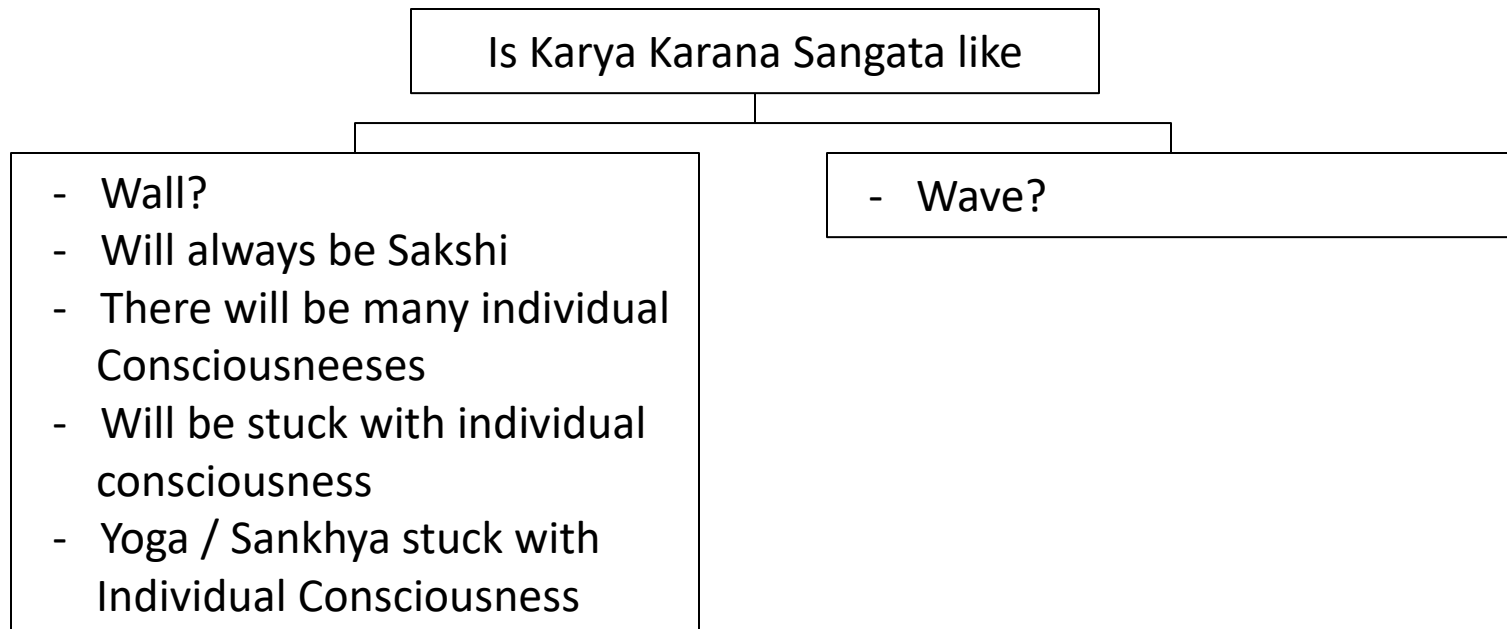 Is Karya Karana Sangata like
- Wall?
- Will always be Sakshi
- There will be many individual
Consciousneeses
- Will be stuck with individual
consciousness
- Yoga / Sankhya stuck with
Individual Consciousness
- Wave?